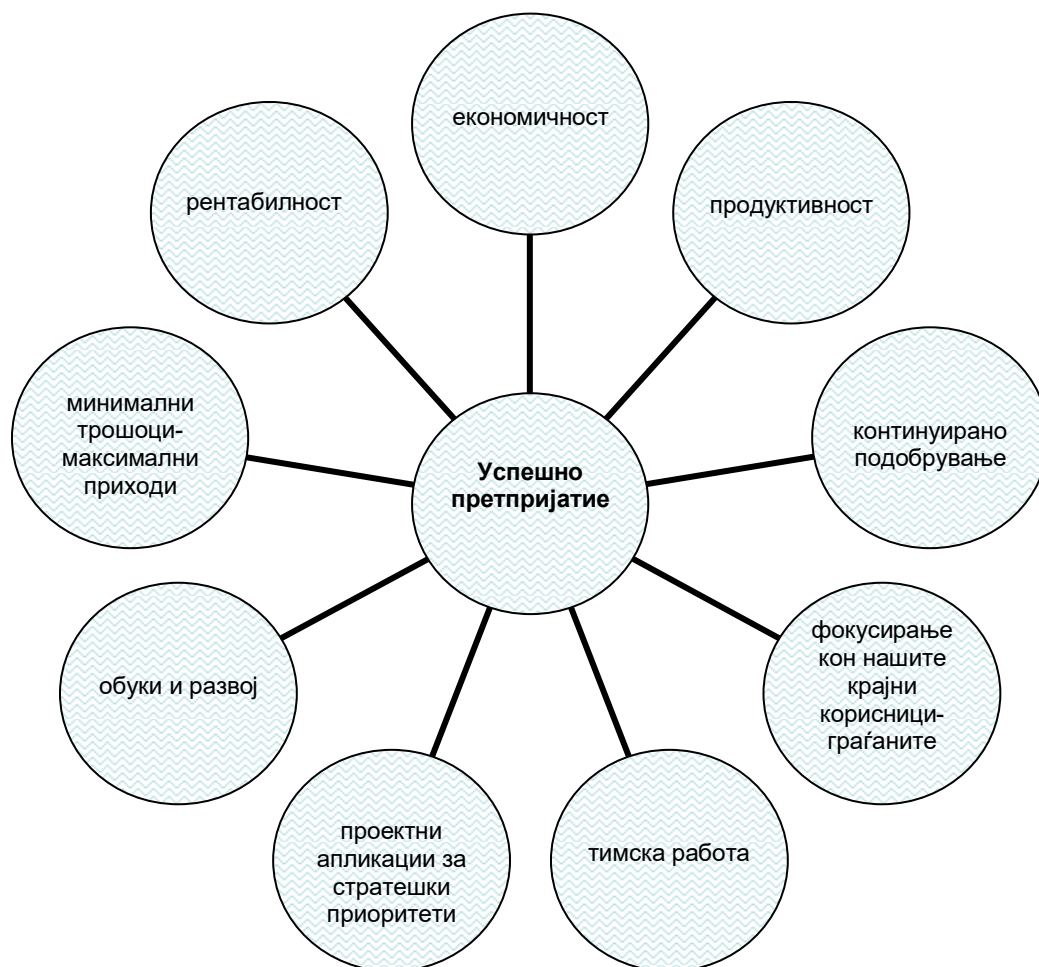 економичност
рентабилност
продуктивност
минимални
трошоци-
максимални
приходи
континуирано
подобрување
Успешно
претпријатие
обуки и развој
фокусирање
кон нашите
крајни
корисници-
граѓаните
проектни
апликации за
стратешки
приоритети
тимска работа